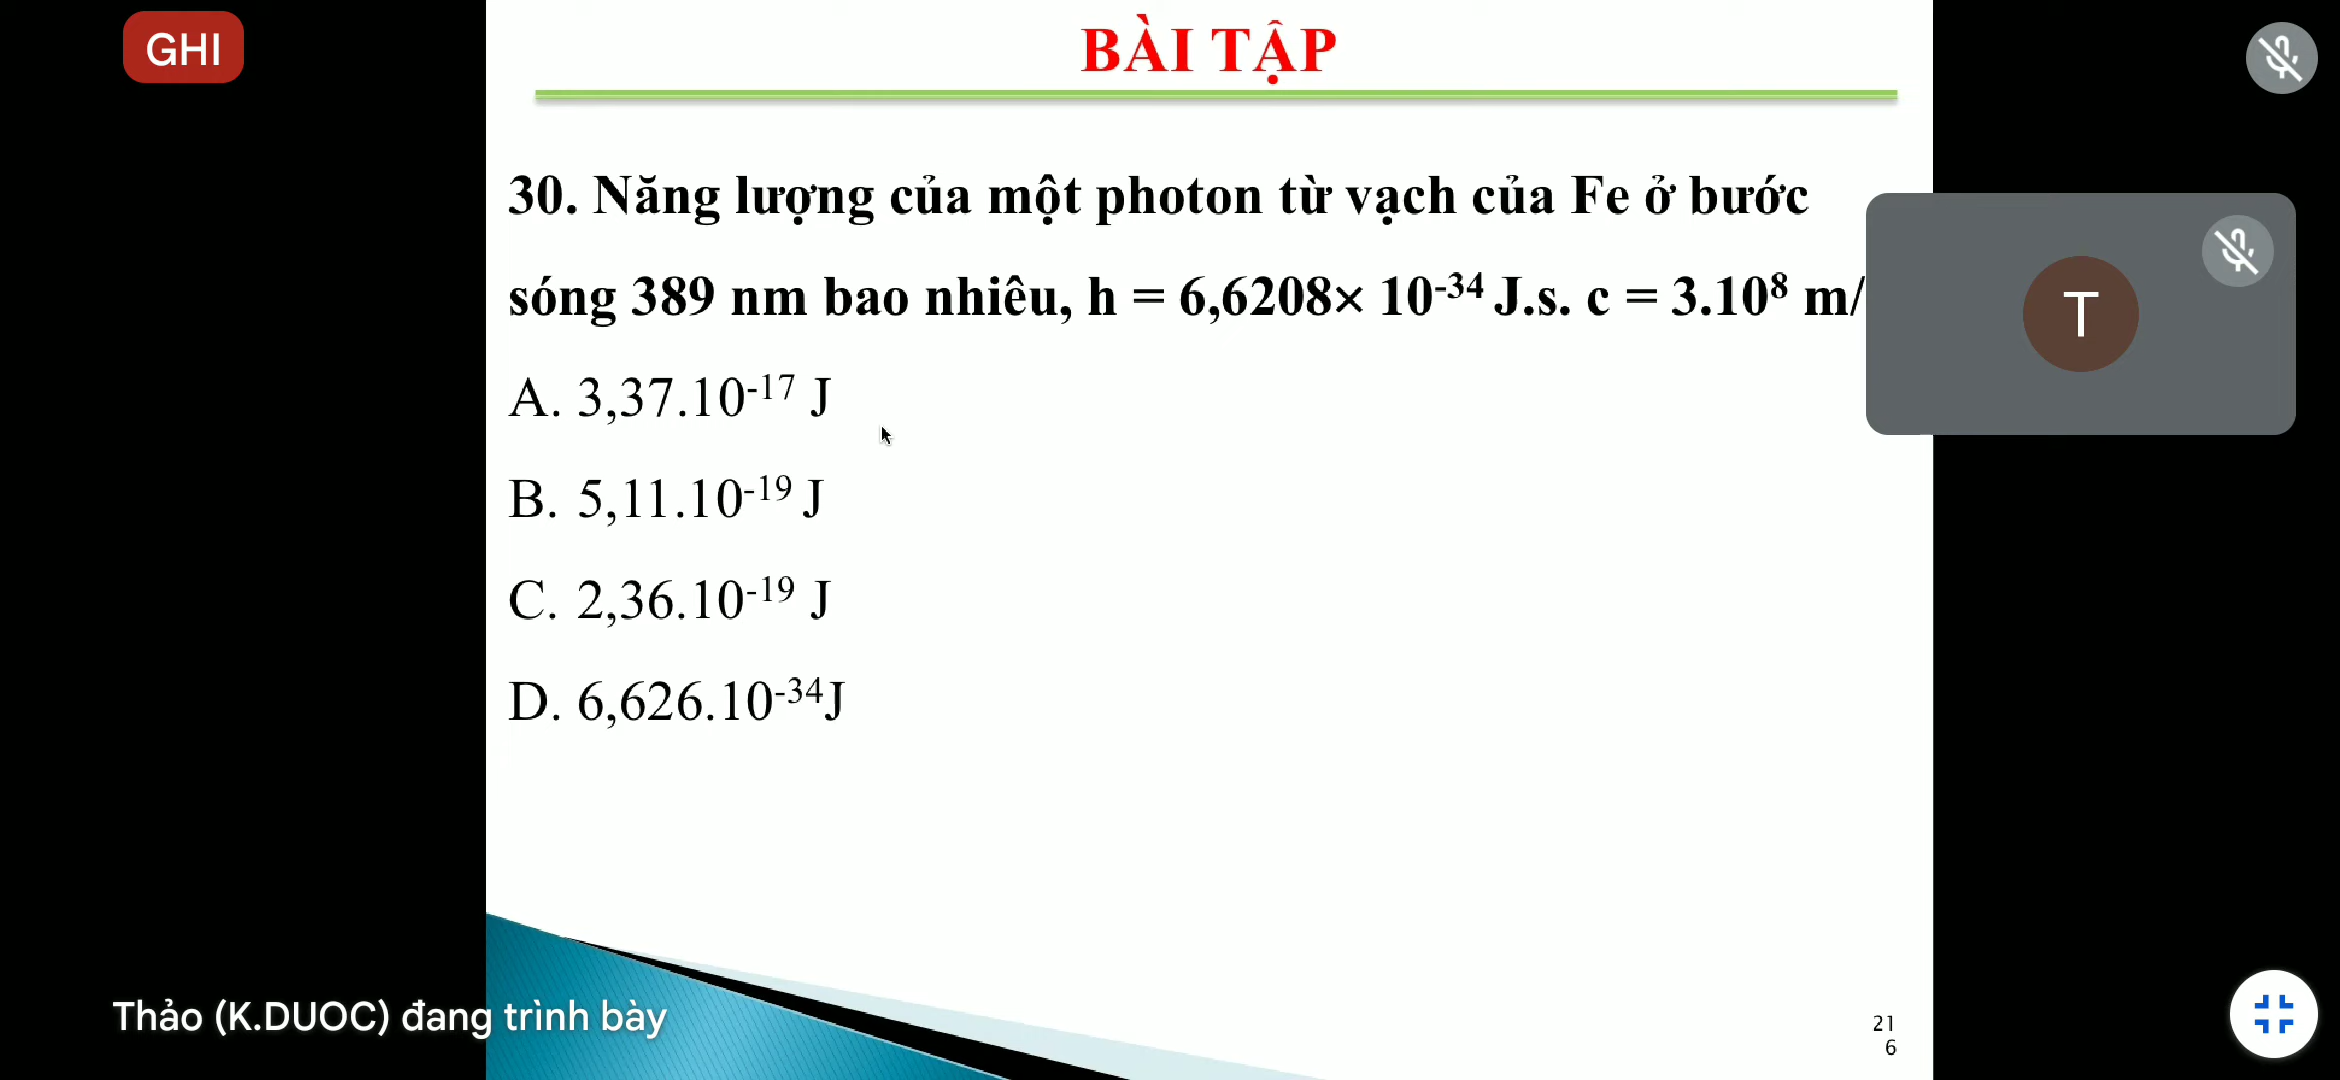 GHI
BÀI TẬP
30. Năng lượng của một photon từ vạch của Fe ở bước
sóng 389 nm bao nhiêu, h = 6,6208× 10⁻³⁴ J.s. c = 3.10⁸ m/
T
A. 3,37.10⁻¹⁷ J
B. 5,11.10⁻¹⁹ J
C. 2,36.10⁻¹⁹ J
D. 6,626.10⁻³⁴J
Thảo (K.DUOC) đang trình bày
21
6